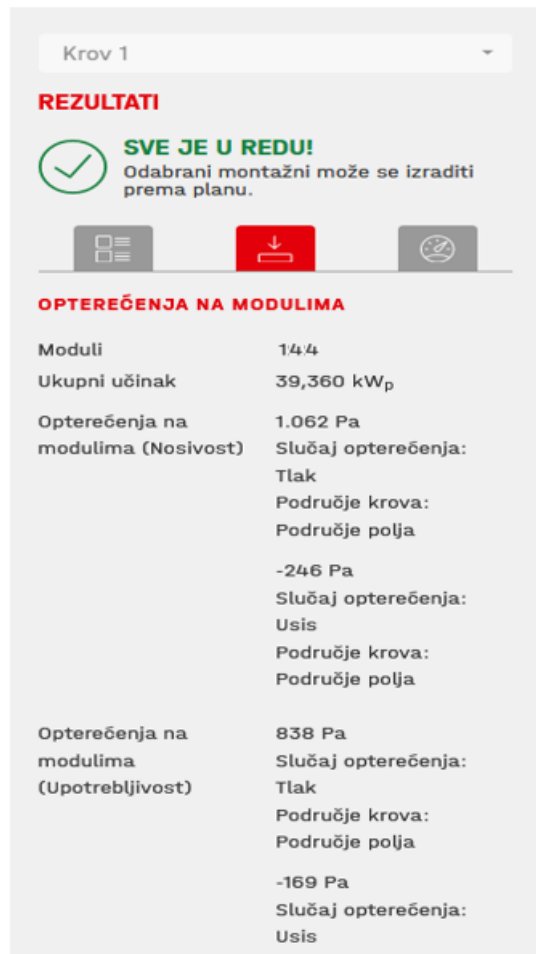 Krov 1
REZULTATI
SVE JE U REDU!
Odabrani montažni može se izraditi
prema planu.
OPTEREĆENJA NA MODULIMA
Moduli 144
Ukupni učinak 39,360 kWp
Opterećenja na 1.062 Pa
modulima (Nosivost) Slučaj opterećenja:
Tlak
Područje krova:
Područje polja
-246 Pa
Slučaj opterećenja:
Usis
Područje krova:
Područje polja
Opterećenja na 838 Pa
modulima Slučaj opterećenja:
(Upotrebljivost) Tlak
Područje krova:
Područje polja
-169 Pa
Slučaj opterećenja:
Usis